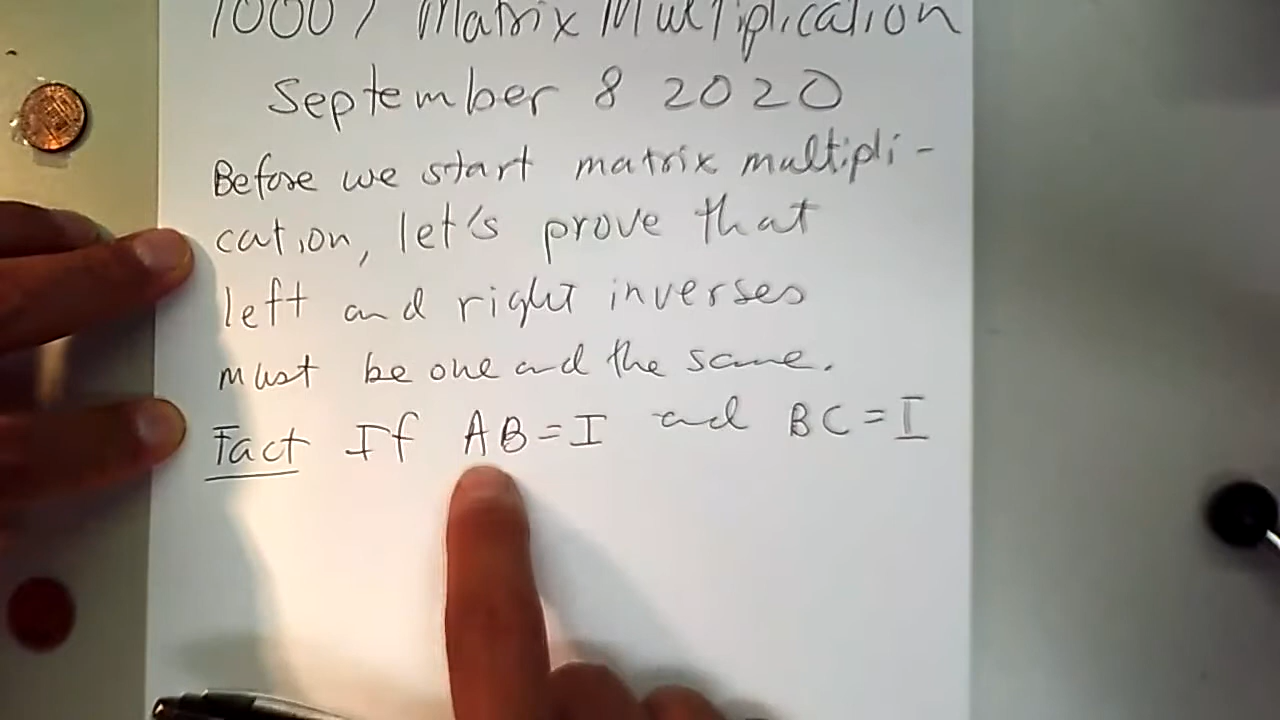 Matrix Multiplication
September 8 2020
Before we start matrix multipli-
cation, let's prove that
left and right inverses
must be one and the same.
Fact If AB=I and BC=I